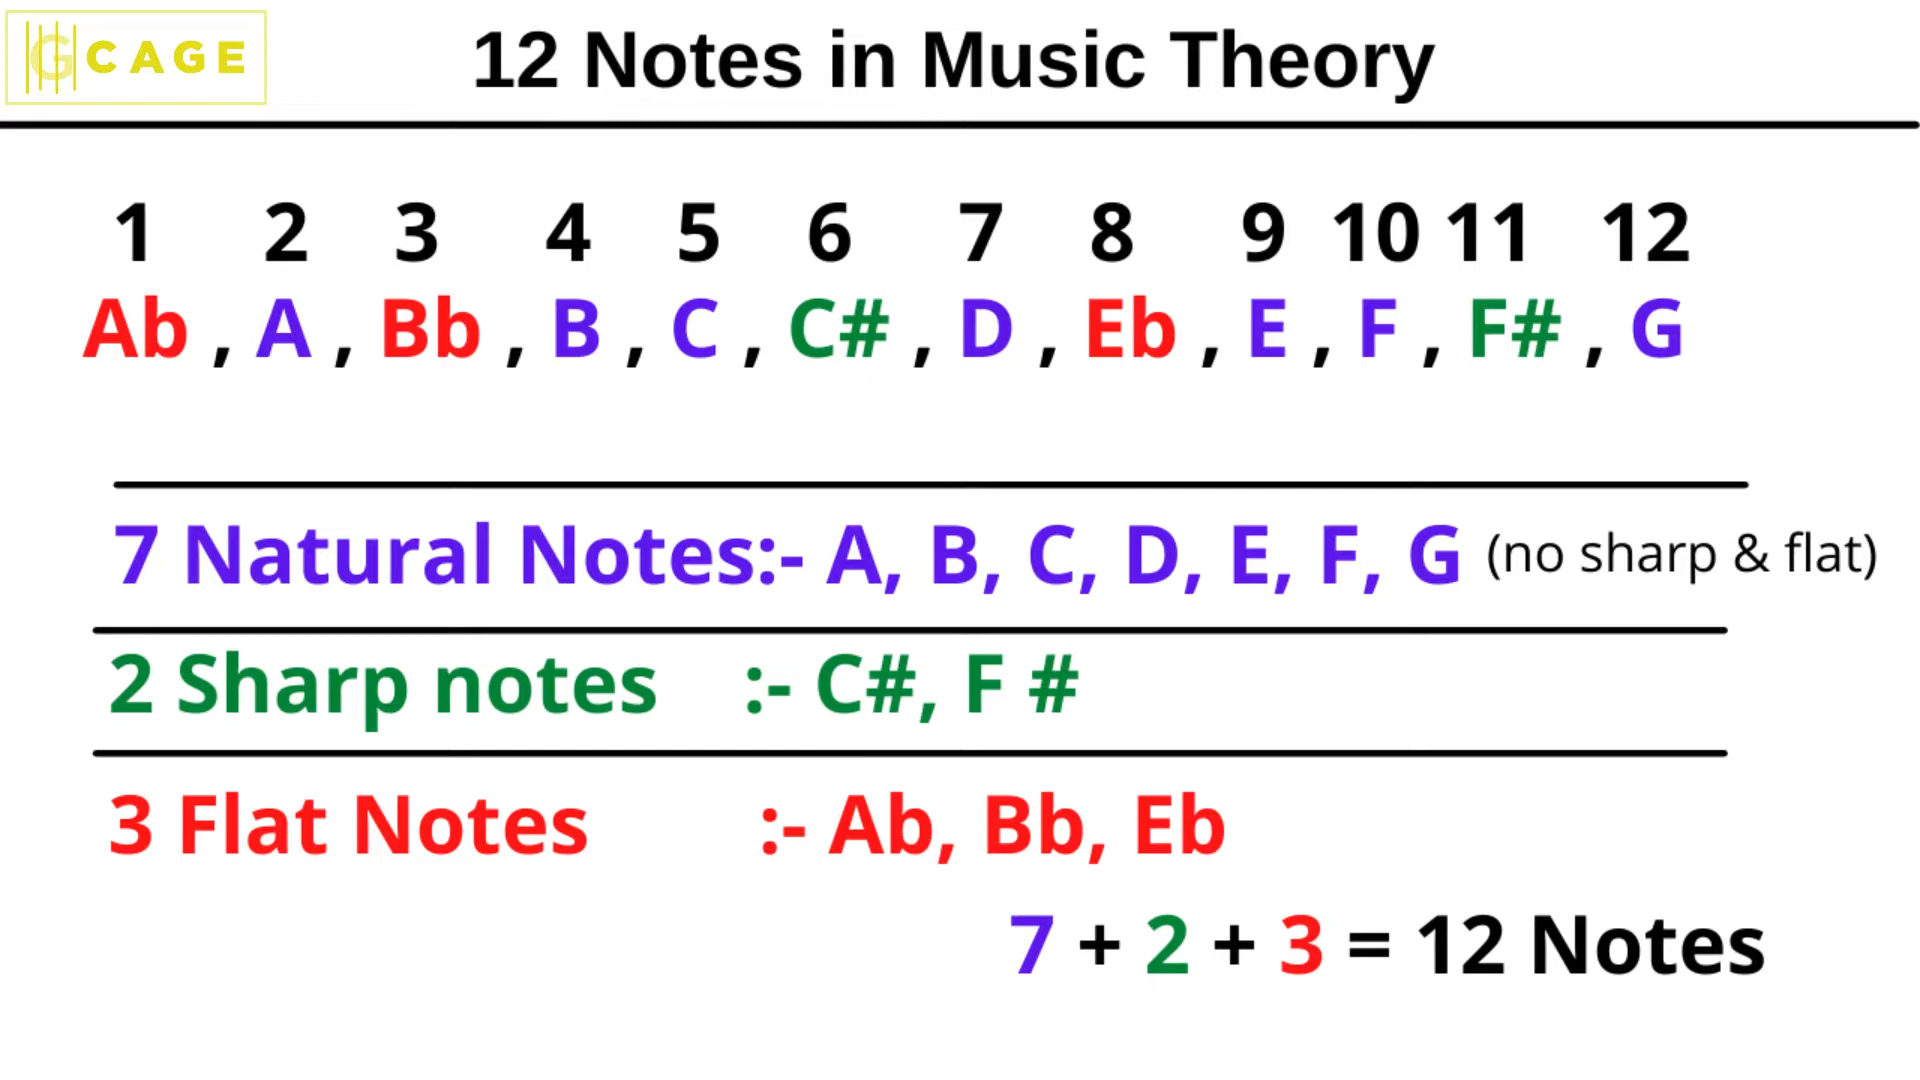 G CAGE
12 Notes in Music Theory
1 2 3 4 5 6 7 8 9 10 11 12
Ab , A , Bb , B , C , C# , D , Eb , E , F , F# , G
7 Natural Notes:- A, B, C, D, E, F, G (no sharp & flat)
2 Sharp notes :- C#, F #
3 Flat Notes :- Ab, Bb, Eb
7 + 2 + 3 = 12 Notes